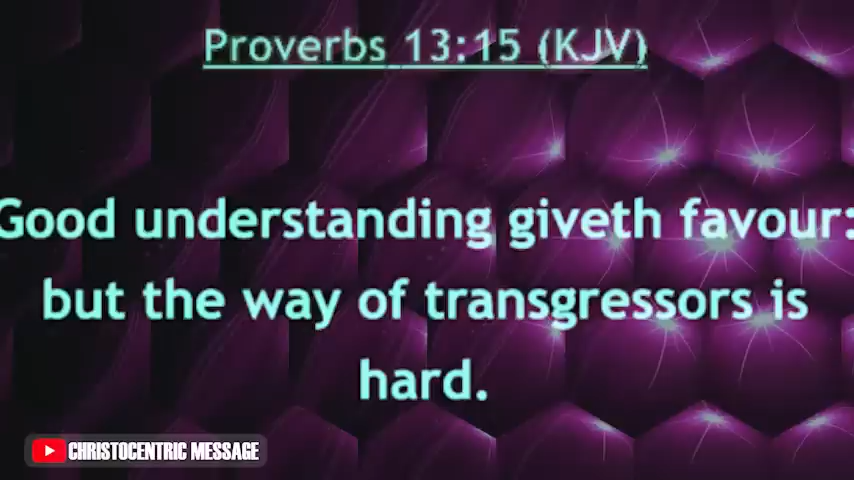 Proverbs 13:15 (KJV)
Good understanding giveth favour:
but the way of transgressors is
hard.
CHRISTOCENTRIC MESSAGE